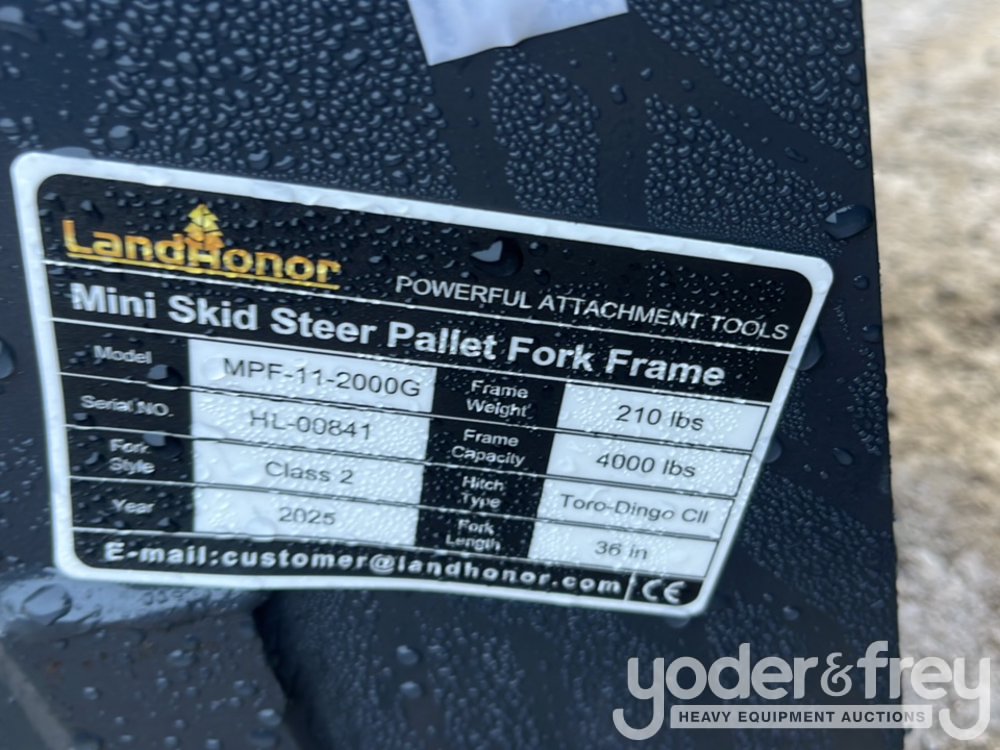 LandHonor
POWERFUL ATTACHMENT TOOLS
Mini Skid Steer Pallet Fork Frame
Model MPF-11-2000G Frame Weight 210 lbs
Serial NO. HL-00841 Frame Capacity 4000 lbs
Fork Style Class 2 Hitch Type Toro-Dingo CII
Year 2025 Fork Length 36 in
E-mail:customer@landhonor.com CE
yoder&frey
HEAVY EQUIPMENT AUCTIONS